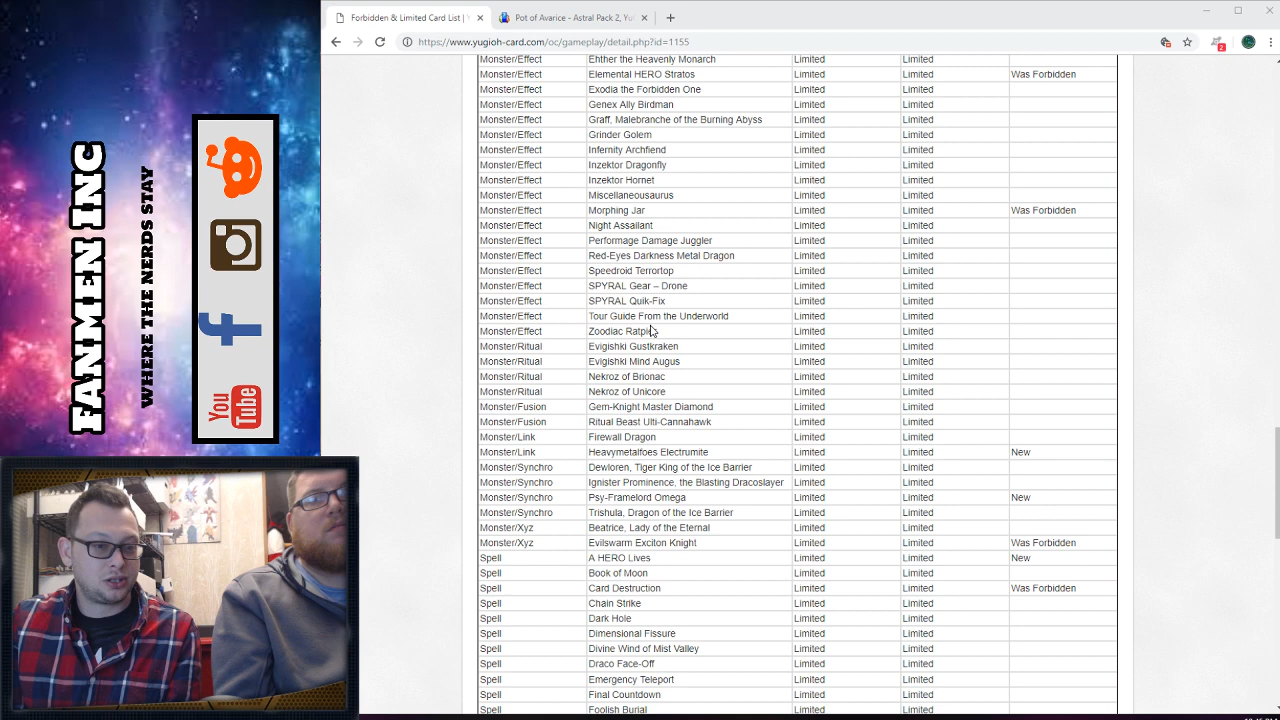 Forbidden & Limited Card List | Y
Pot of Avarice - Astral Pack 2, Yu
https://www.yugioh-card.com/oc/gameplay/detail.php?id=1155
2
FANMEN INC
WHERE THE NERDS STAY
f
You Tube
Monster/Effect Ehther the Heavenly Monarch Limited Limited
Monster/Effect Elemental HERO Stratos Limited Limited Was Forbidden
Monster/Effect Exodia the Forbidden One Limited Limited
Monster/Effect Genex Ally Birdman Limited Limited
Monster/Effect Graff, Malebranche of the Burning Abyss Limited Limited
Monster/Effect Grinder Golem Limited Limited
Monster/Effect Infernity Archfiend Limited Limited
Monster/Effect Inzektor Dragonfly Limited Limited
Monster/Effect Inzektor Hornet Limited Limited
Monster/Effect Miscellaneousaurus Limited Limited
Monster/Effect Morphing Jar Limited Limited Was Forbidden
Monster/Effect Night Assailant Limited Limited
Monster/Effect Performage Damage Juggler Limited Limited
Monster/Effect Red-Eyes Darkness Metal Dragon Limited Limited
Monster/Effect Speedroid Terrortop Limited Limited
Monster/Effect SPYRAL Gear – Drone Limited Limited
Monster/Effect SPYRAL Quik-Fix Limited Limited
Monster/Effect Tour Guide From the Underworld Limited Limited
Monster/Effect Zoodiac Limited Limited
Monster/Ritual Evigishki Gustkraken Limited Limited
Monster/Ritual Evigishki Mind Augus Limited Limited
Monster/Ritual Nekroz of Brionac Limited Limited
Monster/Ritual Nekroz of Unicore Limited Limited
Monster/Fusion Gem-Knight Master Diamond Limited Limited
Monster/Fusion Ritual Beast Ulti-Cannahawk Limited Limited
Monster/Link Firewall Dragon Limited Limited
Monster/Link Heavymetalfoes Electrumite Limited Limited New
Monster/Synchro Dewloren, Tiger King of the Ice Barrier Limited Limited
Monster/Synchro Ignister Prominence, the Blasting Dracoslayer Limited Limited
Monster/Synchro Psy-Framelord Omega Limited Limited New
Monster/Synchro Trishula, Dragon of the Ice Barrier Limited Limited
Monster/Xyz Beatrice, Lady of the Eternal Limited Limited
Monster/Xyz Evilswarm Exciton Knight Limited Limited Was Forbidden
Spell A HERO Lives Limited Limited New
Spell Book of Moon Limited Limited
Spell Card Destruction Limited Limited Was Forbidden
Spell Chain Strike Limited Limited
Spell Dark Hole Limited Limited
Spell Dimensional Fissure Limited Limited
Spell Divine Wind of Mist Valley Limited Limited
Spell Draco Face-Off Limited Limited
Spell Emergency Teleport Limited Limited
Spell Final Countdown Limited Limited
Spell Foolish Burial Limited Limited